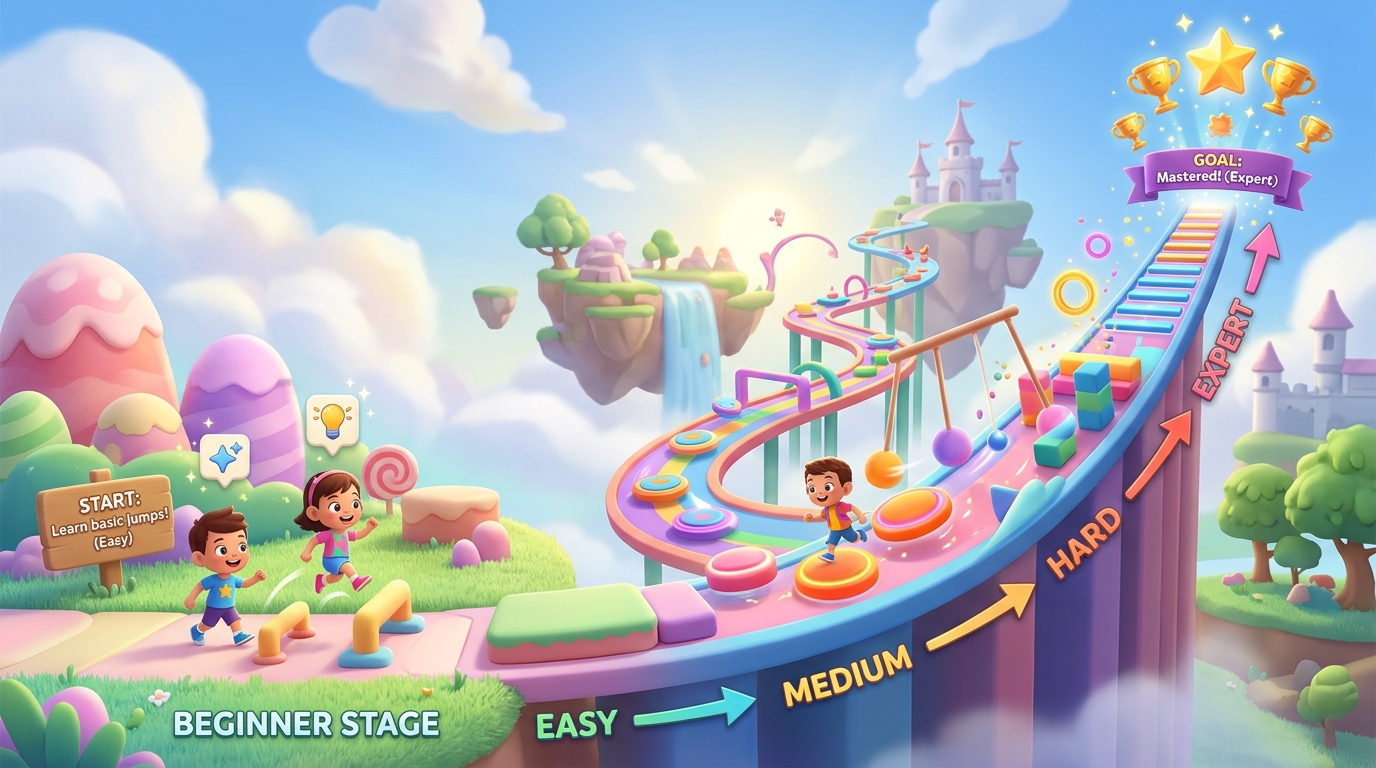 GOAL:
Mastered! (Expert)
START:
Learn basic jumps!
(Easy)
EXPERT
HARD
MEDIUM
EASY
BEGINNER STAGE